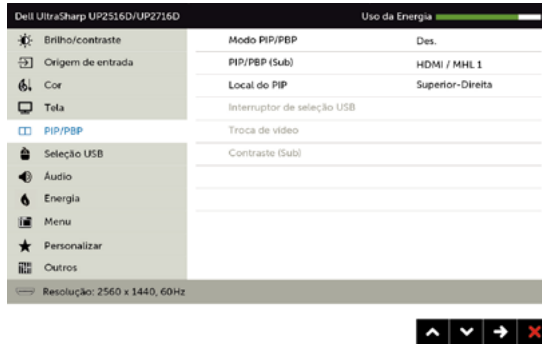 Dell UltraSharp UP2516D/UP2716D Uso da Energia
Brilho/contraste Modo PIP/PBP Des.
Origem de entrada PIP/PBP (Sub) HDMI / MHL 1
Cor Local do PIP Superior-Direita
Tela Interruptor de seleção USB
PIP/PBP Troca de vídeo
Seleção USB Contraste (Sub)
Áudio
Energia
Menu
Personalizar
Outros
Resolução: 2560 x 1440, 60Hz